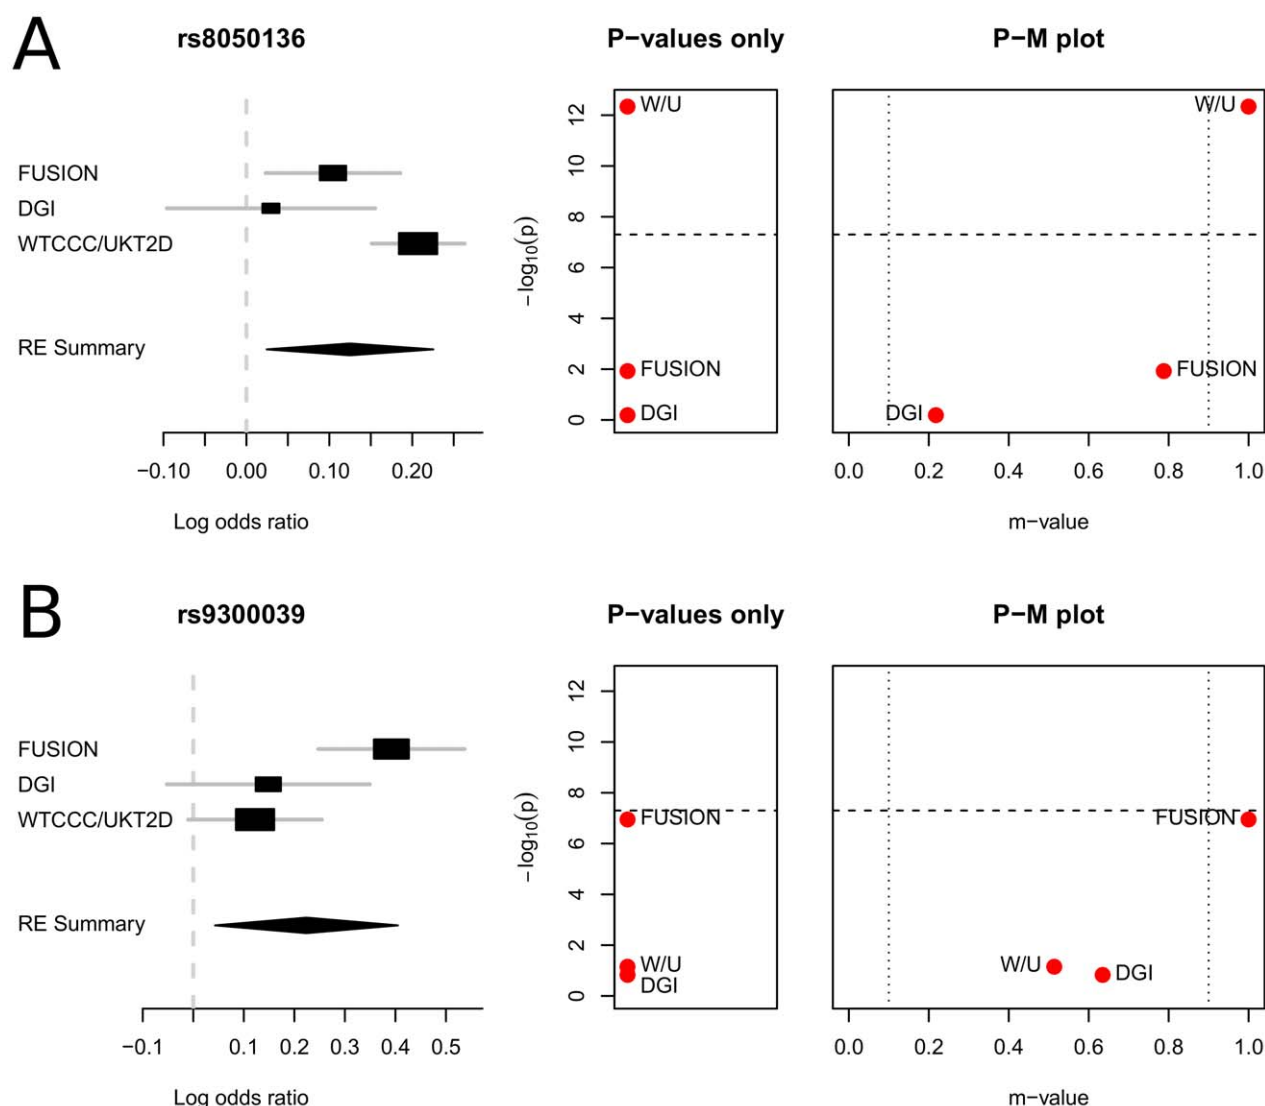 A
rs8050136
P−values only
P−M plot
FUSION
DGI
WTCCC/UKT2D
RE Summary
−0.10 0.00 0.10 0.20
Log odds ratio
−log10(p)
0 2 4 6 8 10 12
W/U
FUSION
DGI
W/U
FUSION
DGI
0.0 0.2 0.4 0.6 0.8 1.0
m−value
B
rs9300039
P−values only
P−M plot
FUSION
DGI
WTCCC/UKT2D
RE Summary
−0.1 0.1 0.2 0.3 0.4 0.5
Log odds ratio
−log10(p)
0 2 4 6 8 10 12
FUSION
W/U
DGI
FUSION
W/U
DGI
0.0 0.2 0.4 0.6 0.8 1.0
m−value